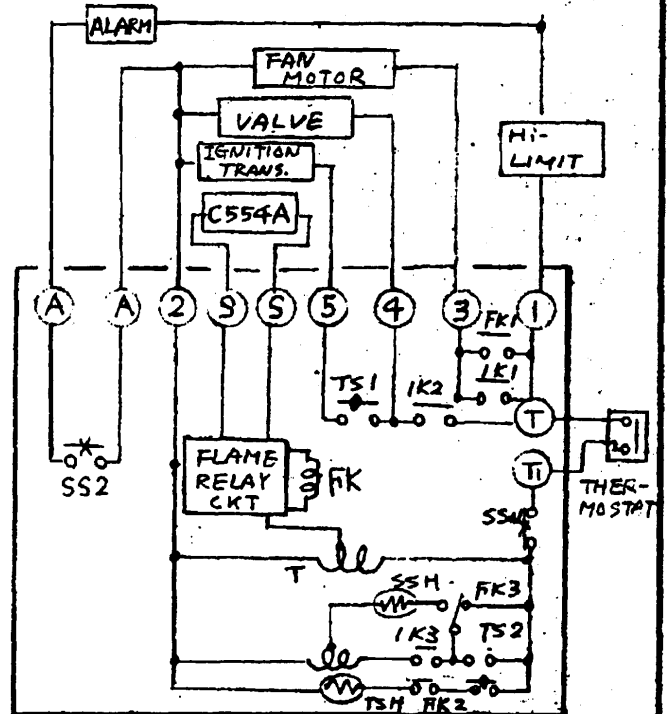 ALARM
FAN
MOTOR
VALVE
IGNITION
TRANS.
C554A
Hi-
LIMIT
A
A
2
S
S
5
4
3
1
FK1
1K1
TS1
1K2
T
T1
THER-
MOSTAT
SS2
FLAME
RELAY
CKT
FK
T
SSH
FK3
1K3
TS2
TSH
FK2